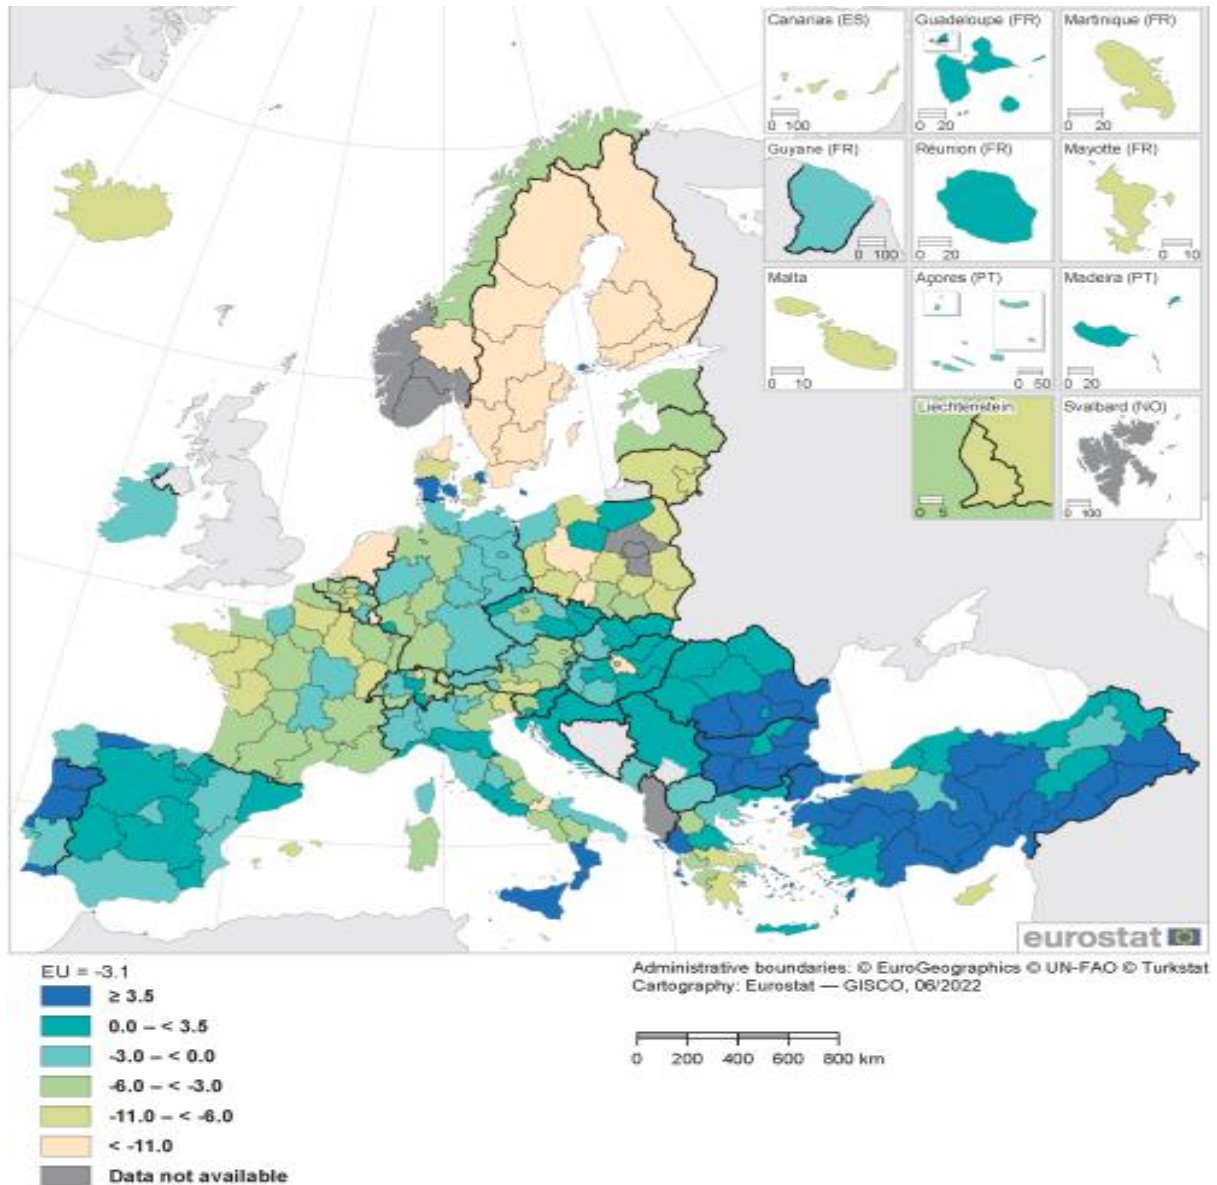 Canarias (ES)
0 100
Guadeloupe (FR)
0 20
Martinique (FR)
0 20
Guyane (FR)
0 100
Réunion (FR)
0 20
Mayotte (FR)
0 10
Malta
0 10
Açores (PT)
0 50
Madeira (PT)
0 20
Liechtenstein
0 5
Svalbard (NO)
0 100
eurostat
Administrative boundaries: © EuroGeographics © UN-FAO © Turkstat
Cartography: Eurostat — GISCO, 06/2022
EU = -3.1
≥ 3.5
0.0 – < 3.5
-3.0 – < 0.0
-6.0 – < -3.0
-11.0 – < -6.0
< -11.0
Data not available
0 200 400 600 800 km